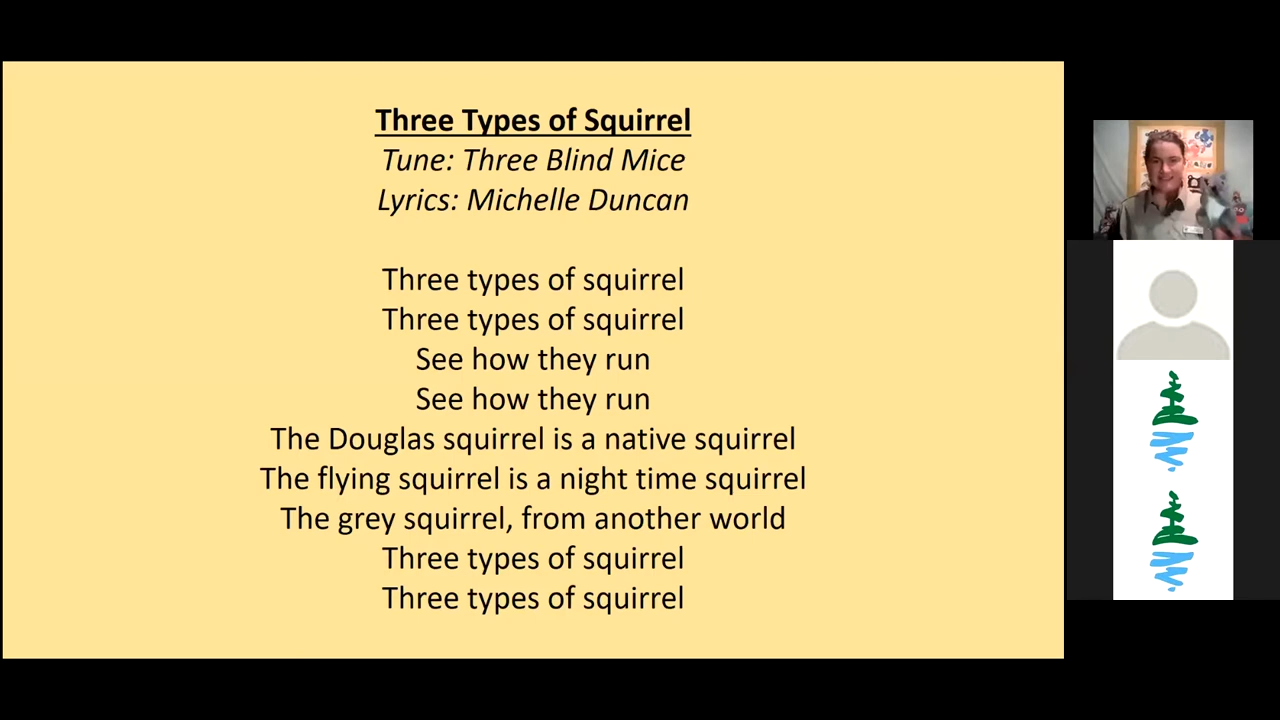 Three Types of Squirrel
Tune: Three Blind Mice
Lyrics: Michelle Duncan
Three types of squirrel
Three types of squirrel
See how they run
See how they run
The Douglas squirrel is a native squirrel
The flying squirrel is a night time squirrel
The grey squirrel, from another world
Three types of squirrel
Three types of squirrel